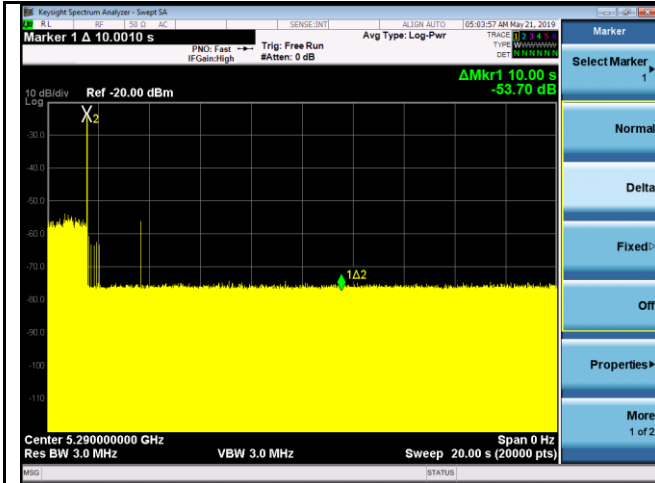 Keysight Spectrum Analyzer - Swept SA
RL RF 50 Ω AC SENSE:INT ALIGN AUTO 05:03:57 AM May 21, 2019
Marker 1 Δ 10.0010 s
PNO: Fast
IFGain:High
Trig: Free Run
#Atten: 0 dB
Avg Type: Log-Pwr
TRACE 1 2 3 4 5 6
TYPE WWWWWW
DET N N N N N N
ΔMkr1 10.00 s
-53.70 dB
10 dB/div
Log
Ref -20.00 dBm
-30.0
-40.0
-50.0
-60.0
-70.0
-80.0
-90.0
-100
-110
X2
1Δ2
Center 5.290000000 GHz
Span 0 Hz
Res BW 3.0 MHz
VBW 3.0 MHz
Sweep 20.00 s (20000 pts)
MSG
STATUS
Marker
Select Marker
1
Normal
Delta
Fixed
Off
Properties
More
1 of 2